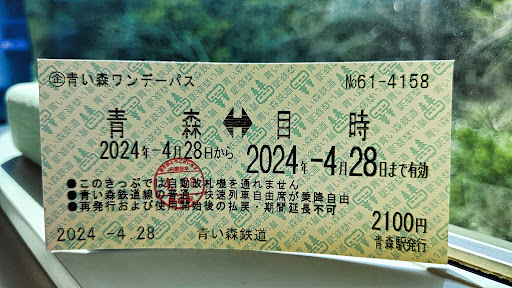 ㊭青い森ワンデーパス №61-4158
青森⇔目時
2024年-4月28日から 2024年-4月28日まで有効
●このきっぷでは自動改札機を通れません
●青い森鉄道線の普通・快速列車自由席が乗降自由
●再発行および使用開始後の払戻・期間延長不可
2100円
2024 -4.28 青い森鉄道 青森駅発行